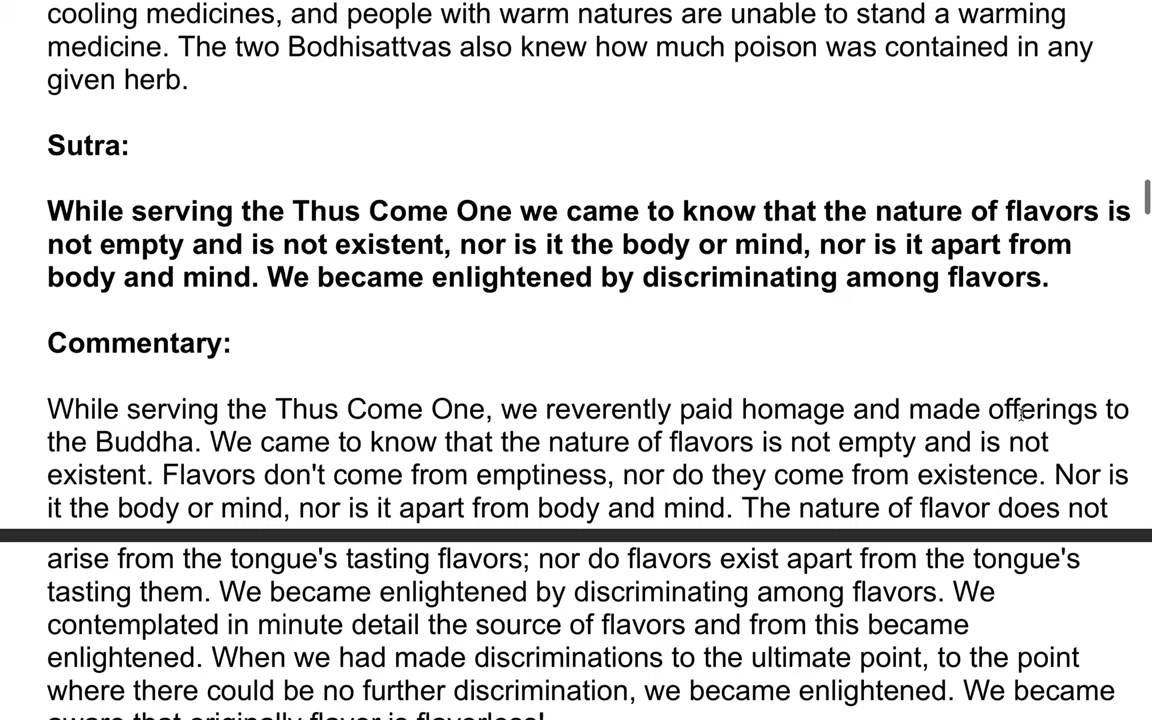 cooling medicines, and people with warm natures are unable to stand a warming
medicine. The two Bodhisattvas also knew how much poison was contained in any
given herb.
Sutra:
While serving the Thus Come One we came to know that the nature of flavors is
not empty and is not existent, nor is it the body or mind, nor is it apart from
body and mind. We became enlightened by discriminating among flavors.
Commentary:
While serving the Thus Come One, we reverently paid homage and made offerings to
the Buddha. We came to know that the nature of flavors is not empty and is not
existent. Flavors don't come from emptiness, nor do they come from existence. Nor is
it the body or mind, nor is it apart from body and mind. The nature of flavor does not
arise from the tongue's tasting flavors; nor do flavors exist apart from the tongue's
tasting them. We became enlightened by discriminating among flavors. We
contemplated in minute detail the source of flavors and from this became
enlightened. When we had made discriminations to the ultimate point, to the point
where there could be no further discrimination, we became enlightened. We became
aware that originally flavor is flavorless!